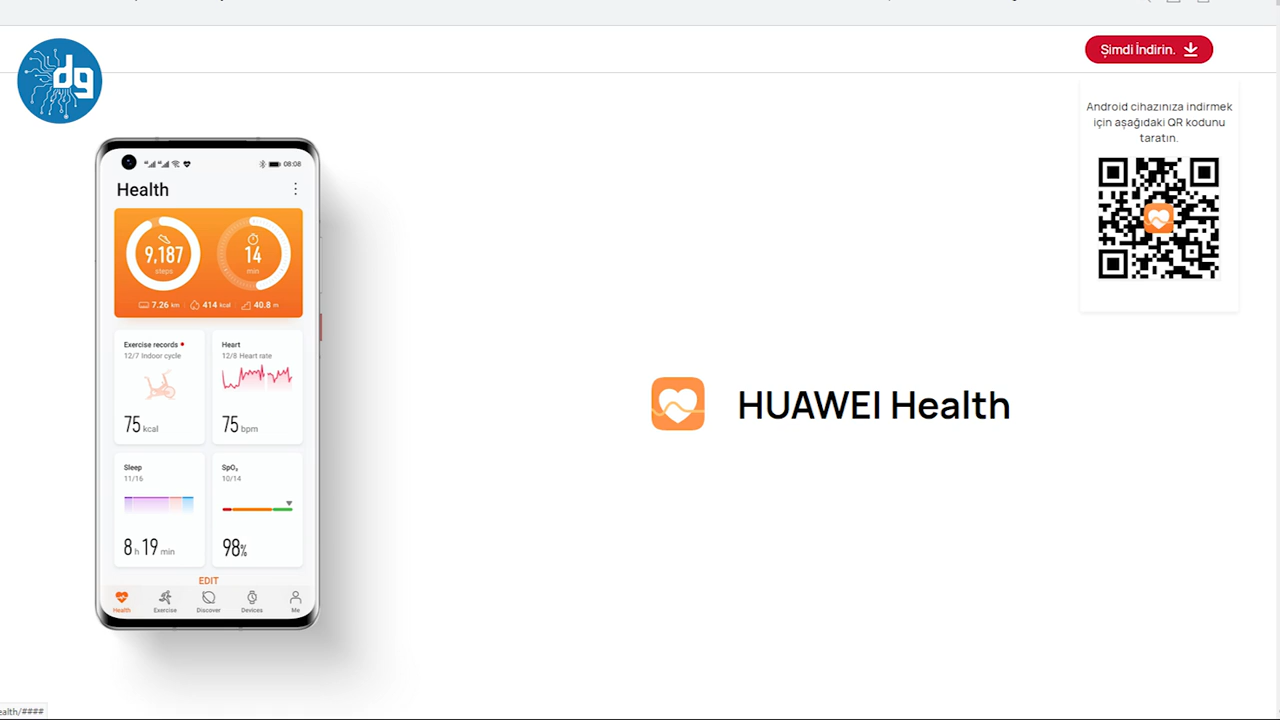 Şimdi İndirin.
dg
Android cihazınıza indirmek
için aşağıdaki QR kodunu
taratın.
08:08
Health
9,187
steps
14
min
7.26 km
414 kcal
40.8 m
Exercise records
12/7 Indoor cycle
75 kcal
Heart
12/8 Heart rate
75 bpm
Sleep
11/16
8 h 19 min
SpO₂
10/14
98%
EDIT
Health
Exercise
Discover
Devices
Me
HUAWEI Health
ealth/####